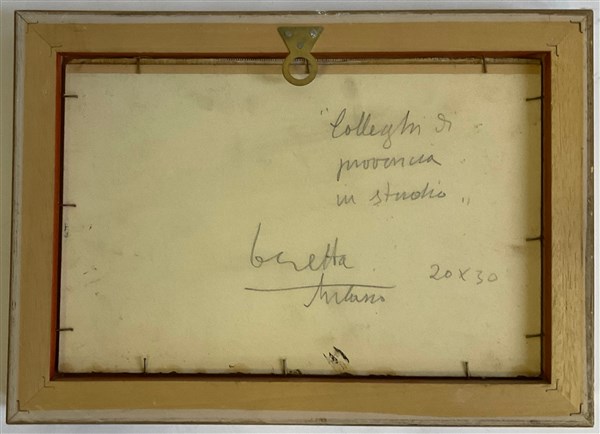 "Colleghi di
provincia
in studio"
beretta
Milano
20x30